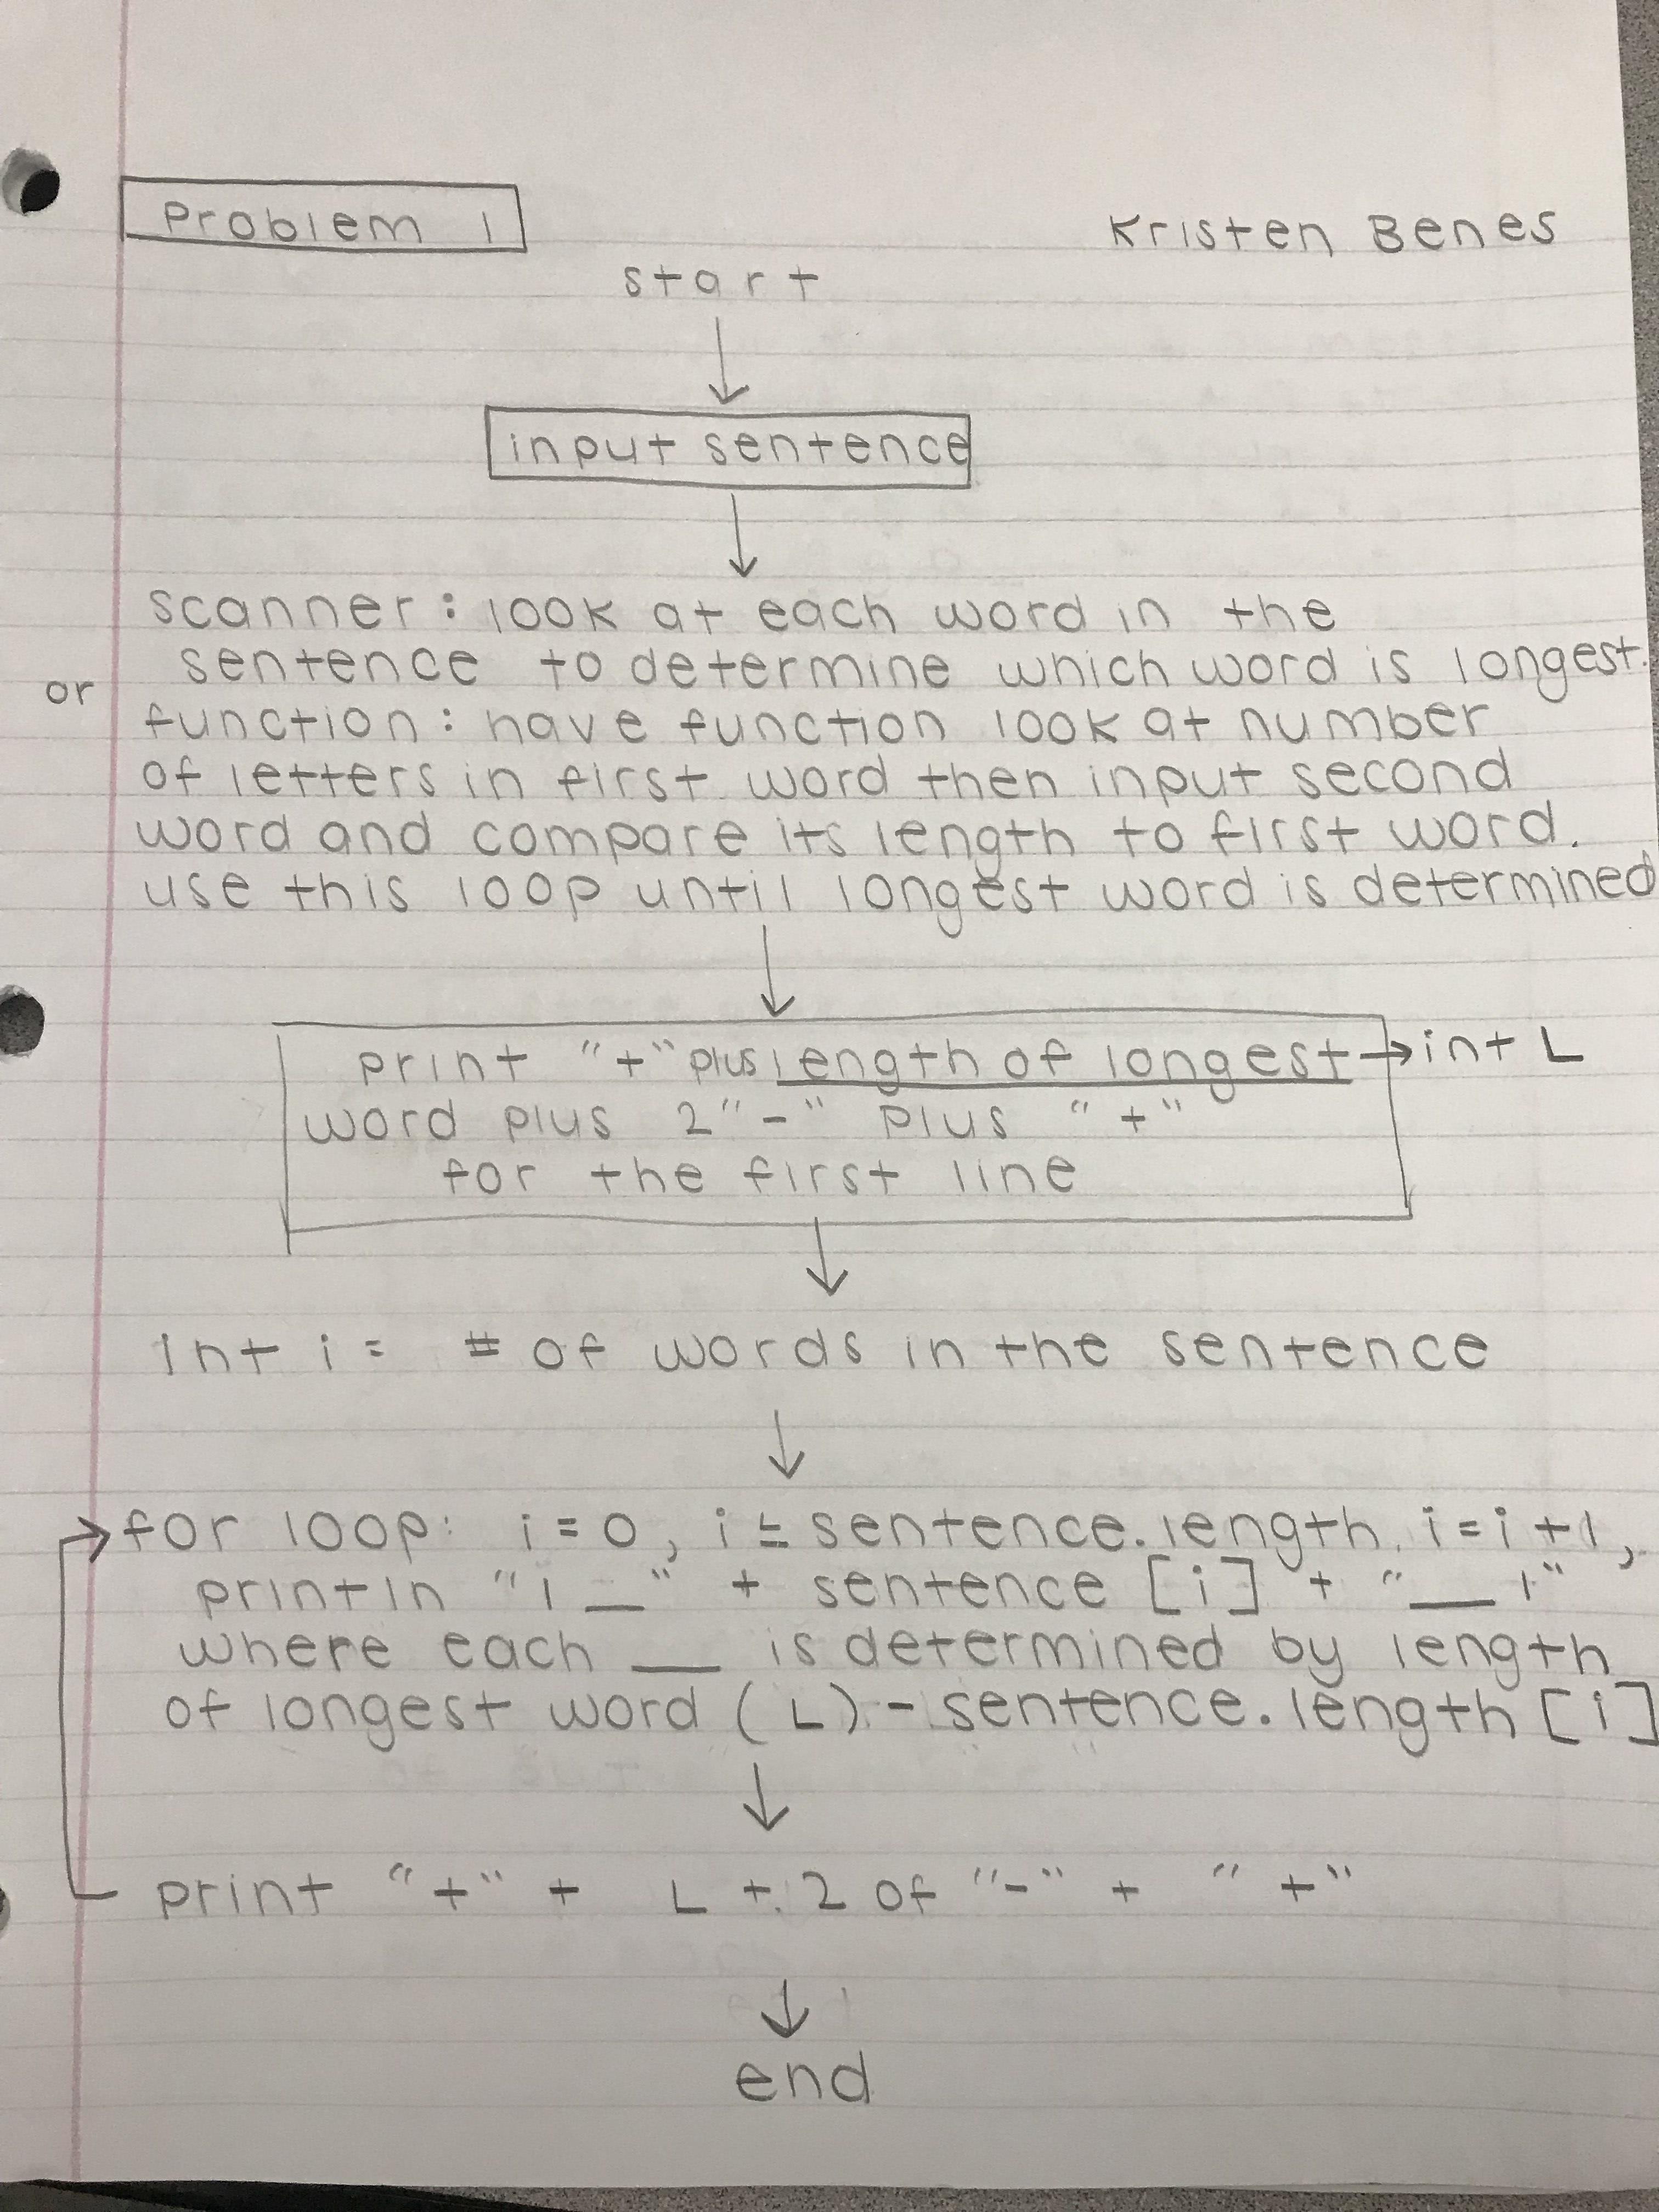 Problem 1
Kristen Benes
start
input sentence
scanner: look at each word in the
sentence to determine which word is longest.
or
function: have function look at number
of letters in first word then input second
word and compare its length to first word.
use this loop until longest word is determined
print "+" plus length of longest → int L
word plus 2 "-" plus "+"
for the first line
int i = # of words in the sentence
for loop: i=0, i ≤ sentence.length, i=i+1,
println "| _ " + sentence [i] + " __ |"
where each __ is determined by length
of longest word (L) - sentence.length [i]
print "+" + L + 2 of "-" + "+"
end